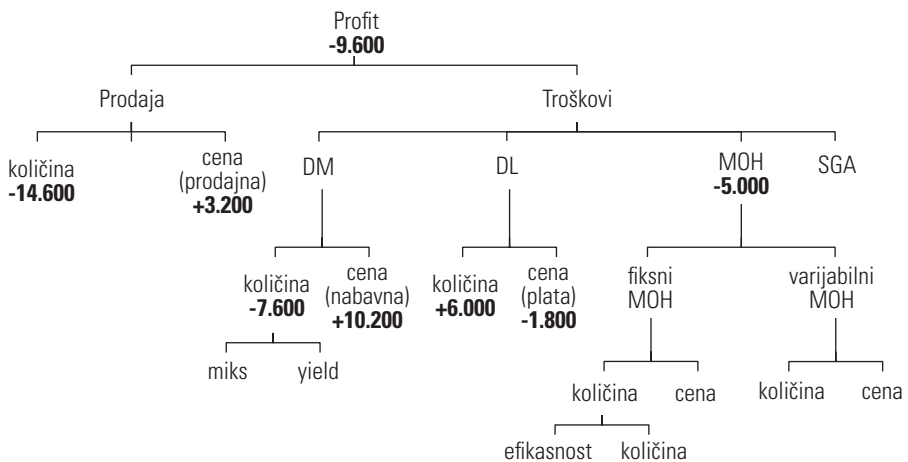 Profit
-9.600
Prodaja
Troškovi
količina
-14.600
cena
(prodajna)
+3.200
DM
DL
MOH
-5.000
SGA
količina
-7.600
cena
(nabavna)
+10.200
količina
+6.000
cena
(plata)
-1.800
fiksni
MOH
varijabilni
MOH
miks
yield
količina
cena
količina
cena
efikasnost
količina